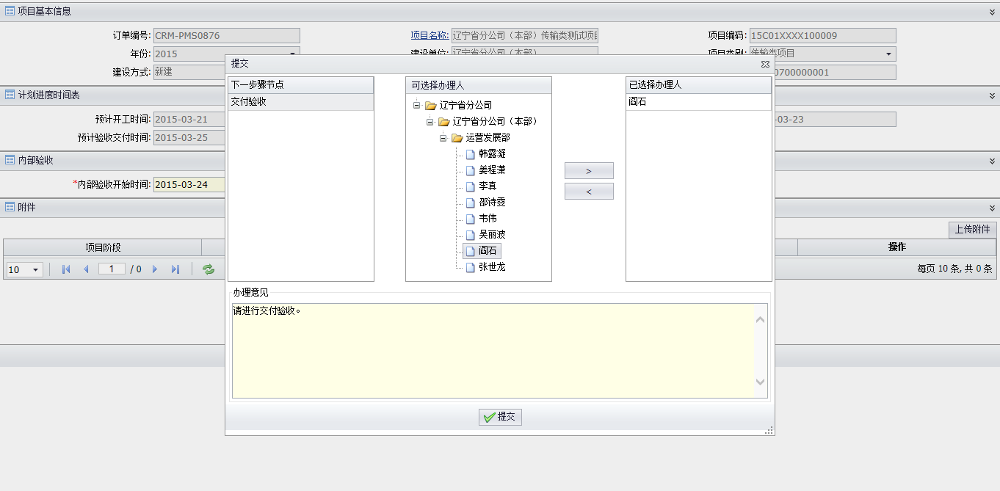 项目基本信息
订单编号: CRM-PMS0876 项目名称: 辽宁省分公司（本部）传输类测试项目 项目编码: 15C01XXXX100009
年份: 2015 建设单位: 辽宁省分公司（本部） 项目类别: 传输类项目
建设方式: 新建 0700000001
计划进度时间表
预计开工时间: 2015-03-21 -03-23
预计验收交付时间: 2015-03-25
内部验收
*内部验收开始时间: 2015-03-24
附件
上传附件
项目阶段 操作
10 1 / 0 每页 10 条, 共 0 条
提交
下一步骤节点
交付验收
可选择办理人
辽宁省分公司
辽宁省分公司（本部）
运营发展部
韩露凝
姜程潇
李真
邵诗雯
韦伟
吴丽波
阎石
张世龙
>
<
已选择办理人
阎石
办理意见
请进行交付验收。
提交